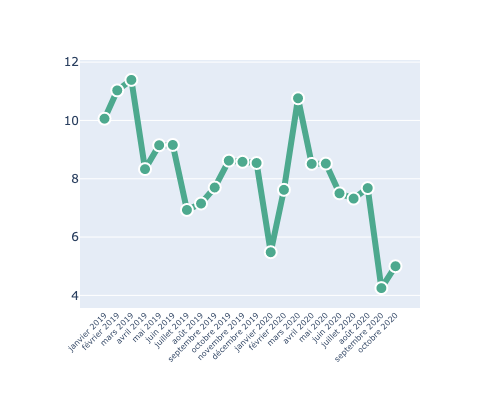 12
10
8
6
4
janvier 2019
février 2019
mars 2019
avril 2019
mai 2019
juin 2019
juillet 2019
août 2019
septembre 2019
octobre 2019
novembre 2019
décembre 2019
janvier 2020
février 2020
mars 2020
avril 2020
mai 2020
juin 2020
juillet 2020
août 2020
septembre 2020
octobre 2020